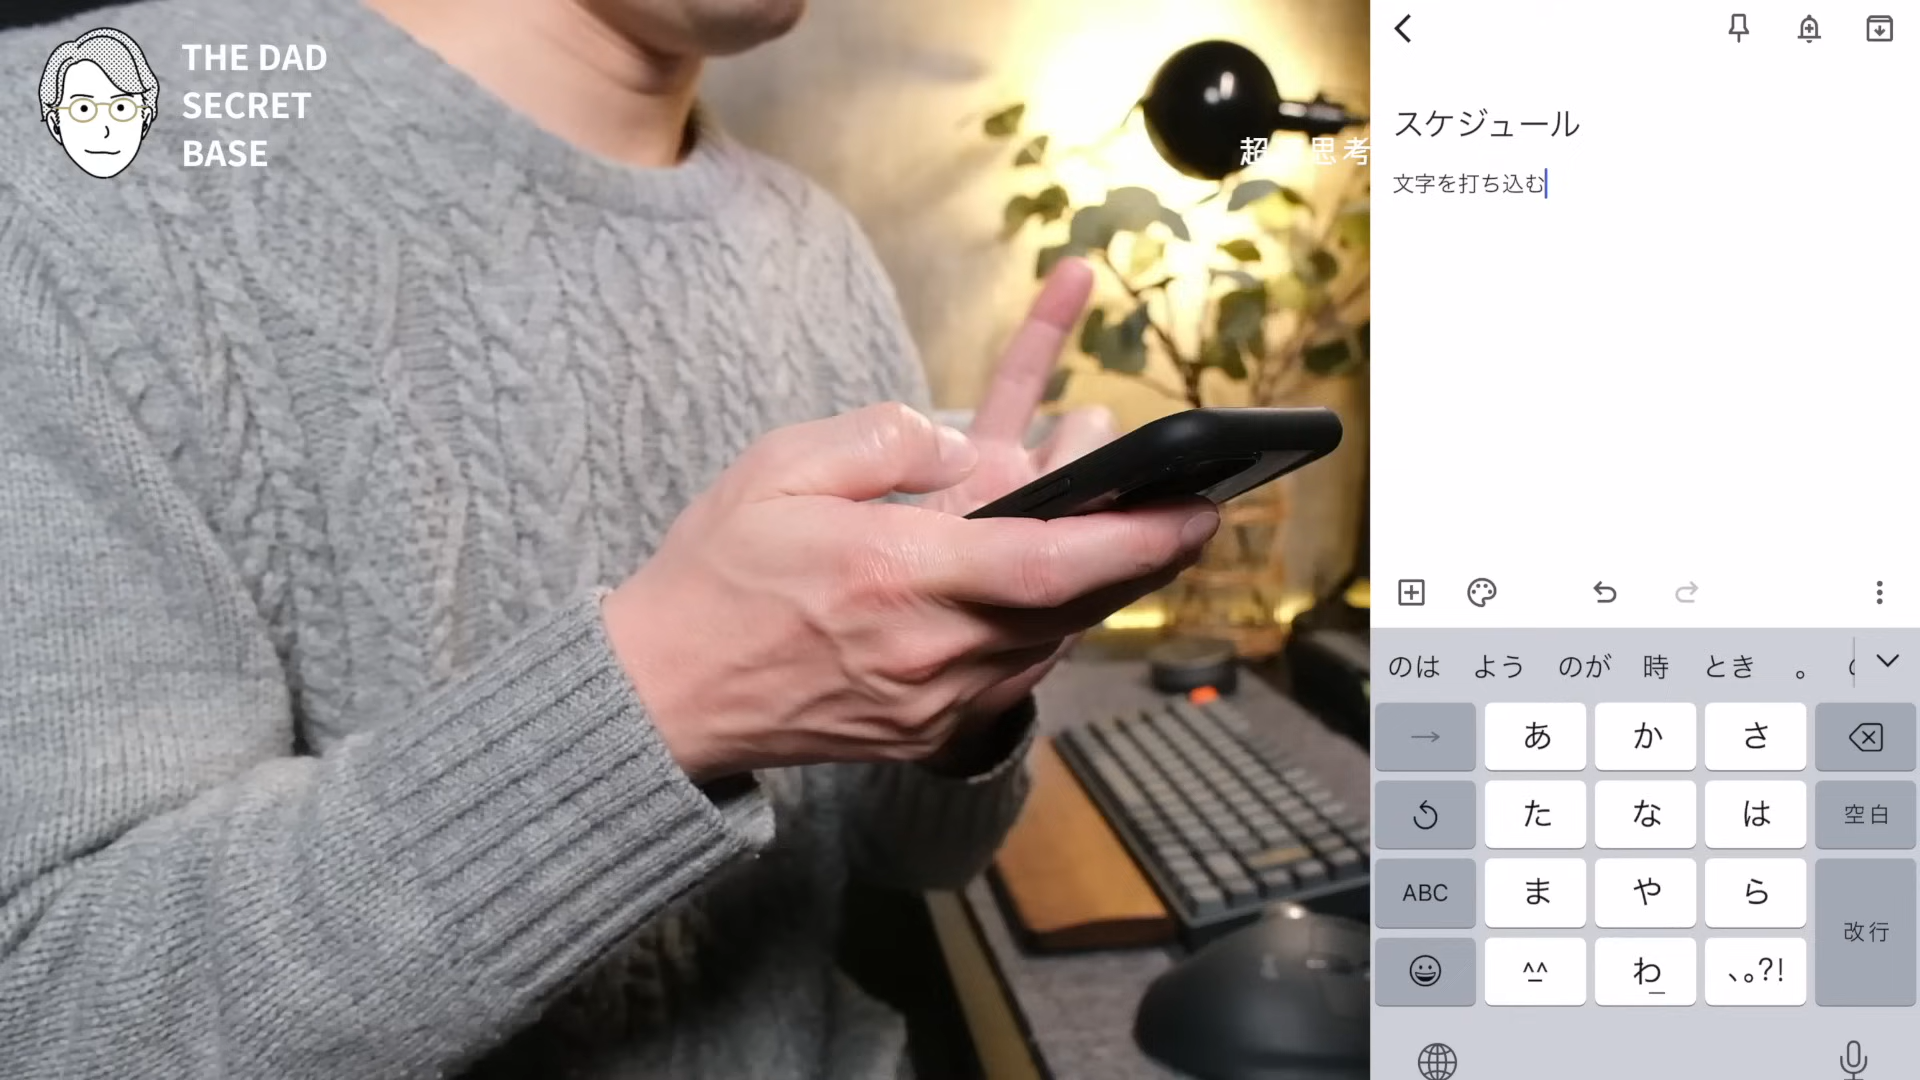 THE DAD
SECRET
BASE
思考
スケジュール
文字を打ち込む
のは よう のが 時 とき 。
→ あ か さ
た な は 空白
ABC ま や ら
改行
^^ わ 、。?!